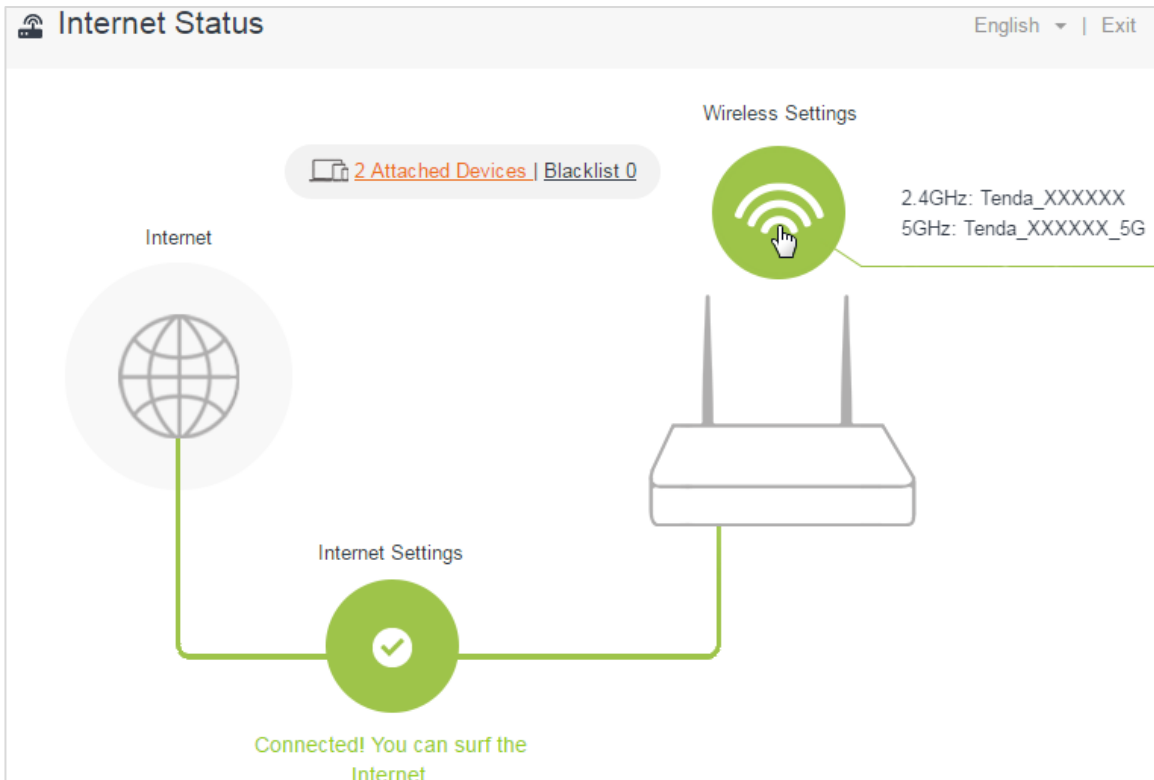 Internet Status
English | Exit
Wireless Settings
2 Attached Devices | Blacklist 0
2.4GHz: Tenda_XXXXXX
5GHz: Tenda_XXXXXX_5G
Internet
Internet Settings
Connected! You can surf the
Internet